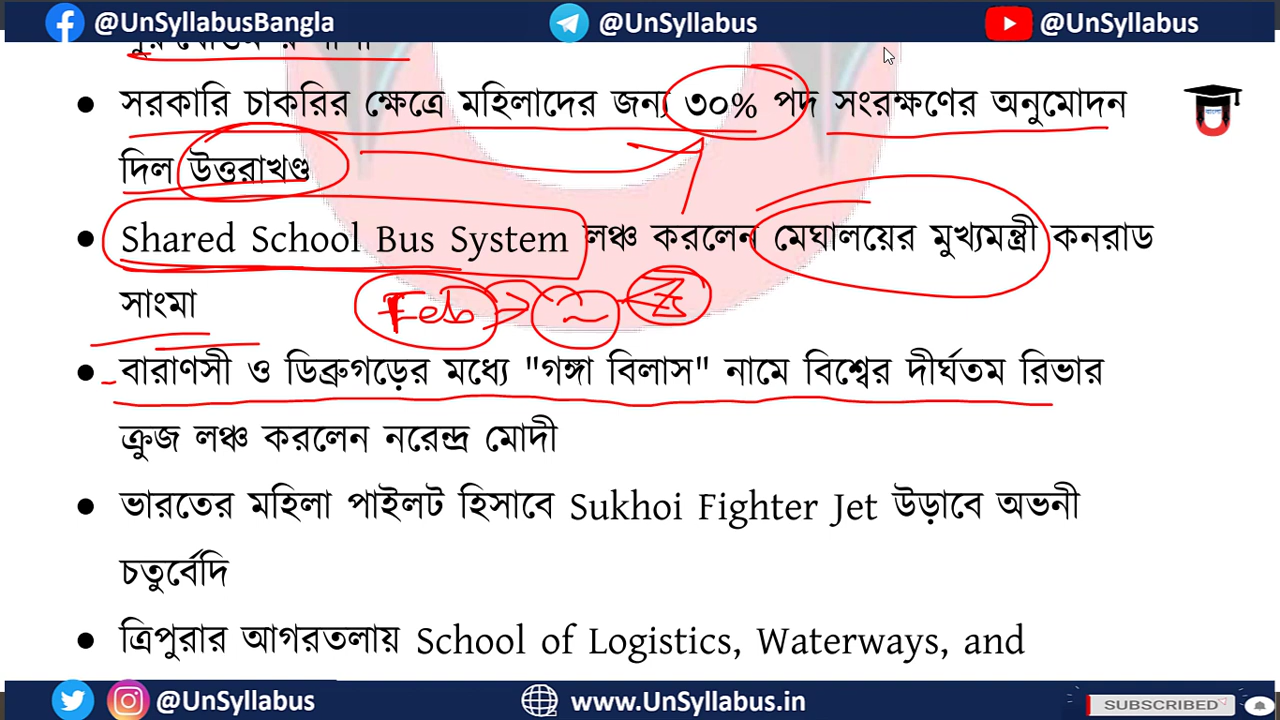 @UnSyllabusBangla @UnSyllabus @UnSyllabus
সরকারি চাকরির ক্ষেত্রে মহিলাদের জন্য ৩০% পদ সংরক্ষণের অনুমোদন
দিল উত্তরাখণ্ড
Shared School Bus System লঞ্চ করলেন মেঘালয়ের মুখ্যমন্ত্রী কনরাড
সাংমা Feb
বারাণসী ও ডিব্রুগড়ের মধ্যে "গঙ্গা বিলাস" নামে বিশ্বের দীর্ঘতম রিভার
ক্রুজ লঞ্চ করলেন নরেন্দ্র মোদী
ভারতের মহিলা পাইলট হিসাবে Sukhoi Fighter Jet উড়াবে অভনী
চতুর্বেদি
ত্রিপুরার আগরতলায় School of Logistics, Waterways, and
@UnSyllabus www.UnSyllabus.in SUBSCRIBED